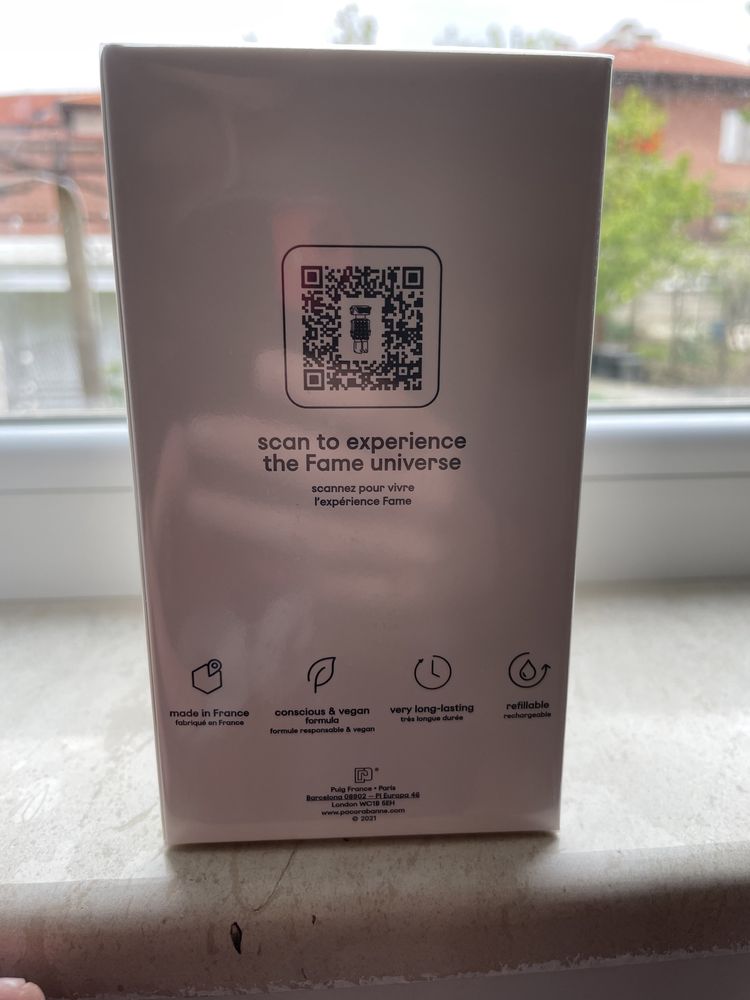 scan to experience
the Fame universe
scannez pour vivre
l'expérience Fame
made in France
fabriqué en France
conscious & vegan
formula
formule responsable & vegan
very long-lasting
très longue durée
refillable
rechargeable
Puig France • Paris
Barcelona 08902 – Pl Europa 46
London WC1B 5EH
www.pacorabanne.com
© 2021